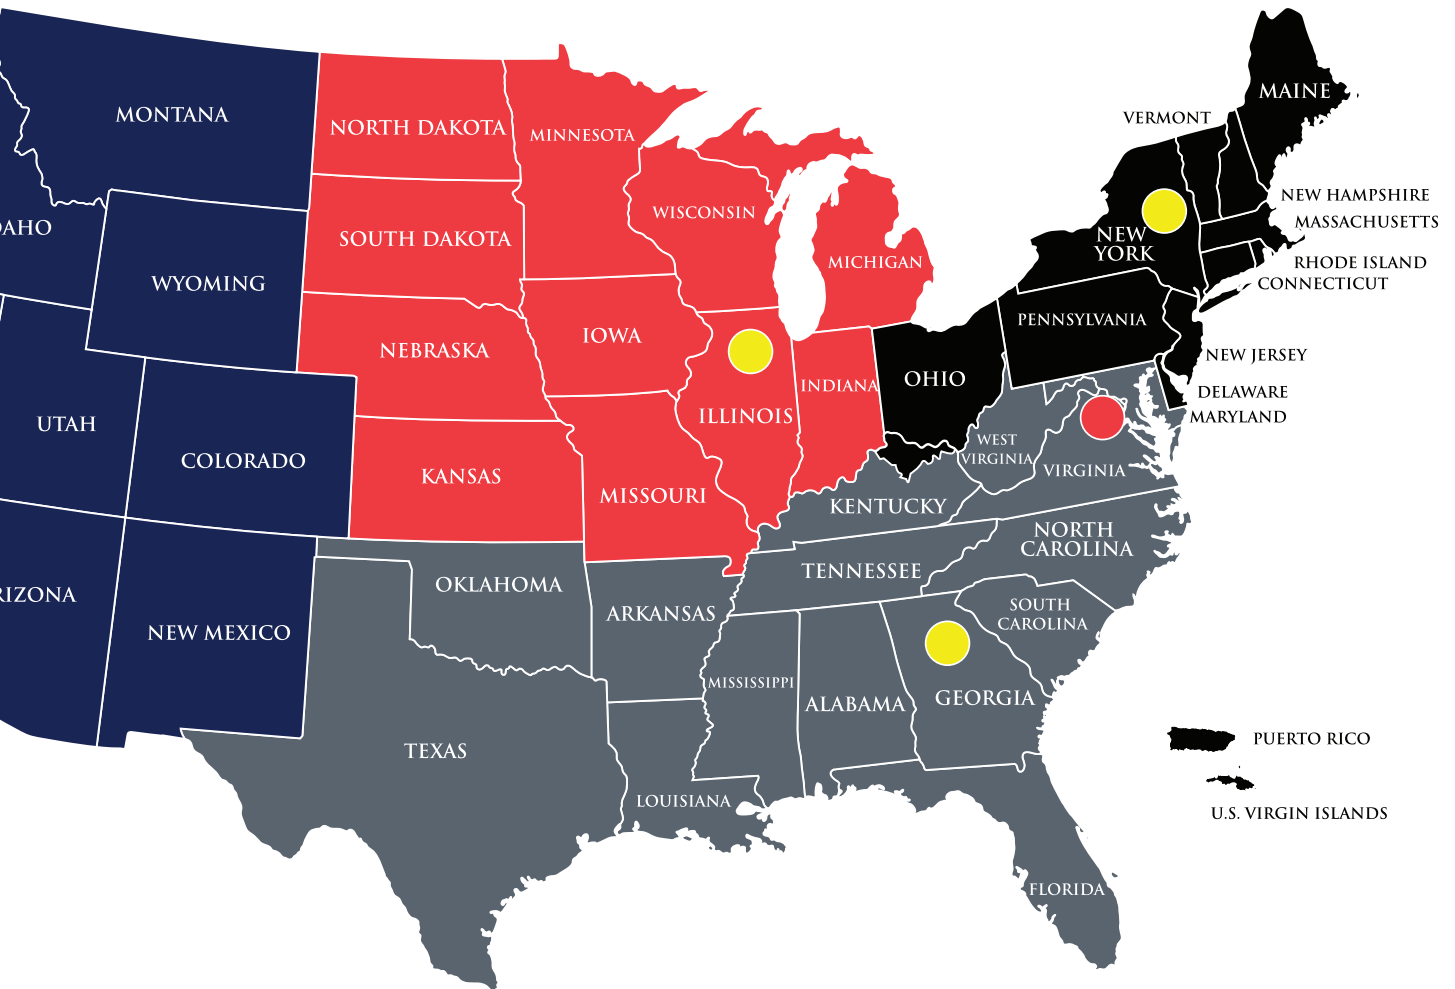 MAINE
MONTANA
VERMONT
NORTH DAKOTA
MINNESOTA
NEW HAMPSHIRE
WISCONSIN
MASSACHUSETTS
DAHO
SOUTH DAKOTA
NEW
YORK
MICHIGAN
RHODE ISLAND
WYOMING
CONNECTICUT
PENNSYLVANIA
IOWA
NEBRASKA
NEW JERSEY
OHIO
INDIANA
DELAWARE
ILLINOIS
MARYLAND
UTAH
WEST
VIRGINIA
COLORADO
VIRGINIA
KANSAS
MISSOURI
KENTUCKY
NORTH
CAROLINA
TENNESSEE
OKLAHOMA
RIZONA
SOUTH
CAROLINA
ARKANSAS
NEW MEXICO
MISSISSIPPI
GEORGIA
ALABAMA
PUERTO RICO
TEXAS
LOUISIANA
U.S. VIRGIN ISLANDS
FLORIDA